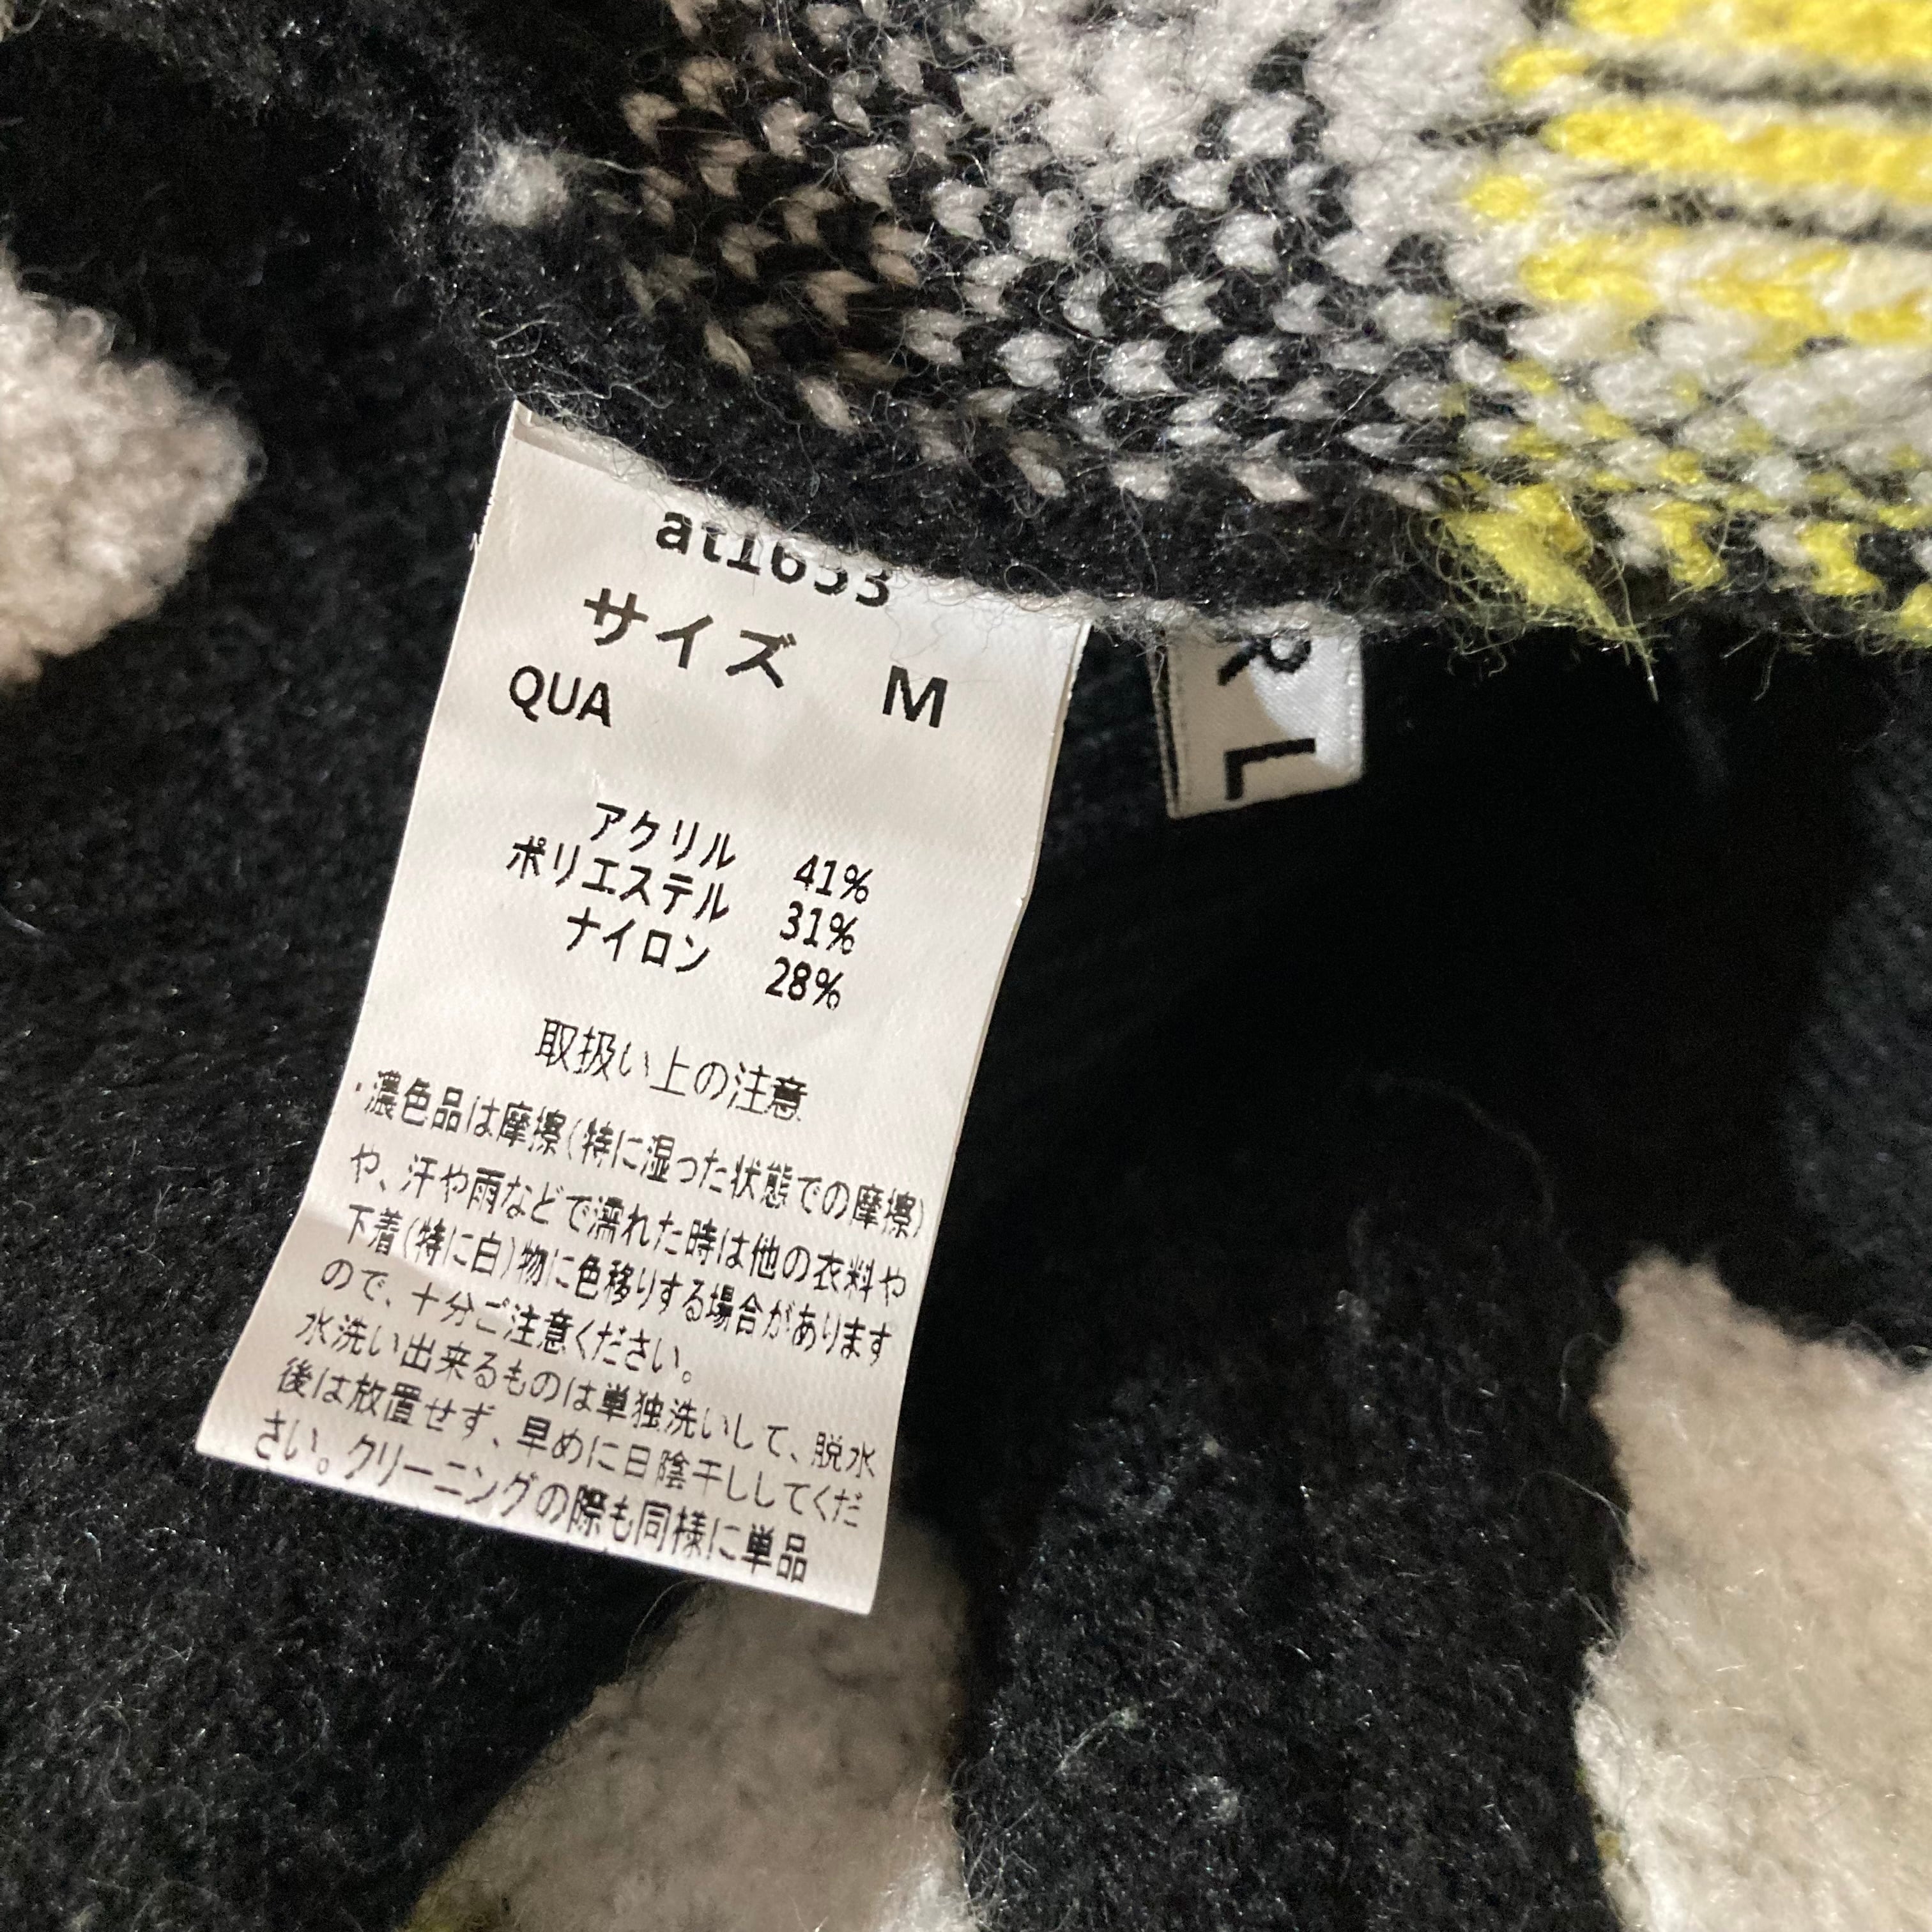 at1633
サイズ M
QUA
アクリル 41%
ポリエステル 31%
ナイロン 28%
取扱い上の注意
・濃色品は摩擦(特に湿った状態での摩擦)
や、汗や雨などで濡れた時は他の衣料や
下着(特に白)物に色移りする場合があります
ので、十分ご注意ください。
水洗い出来るものは単独洗いして、脱水
後は放置せず、早めに日陰干ししてくだ
さい。クリーニングの際も同様に単品
R L